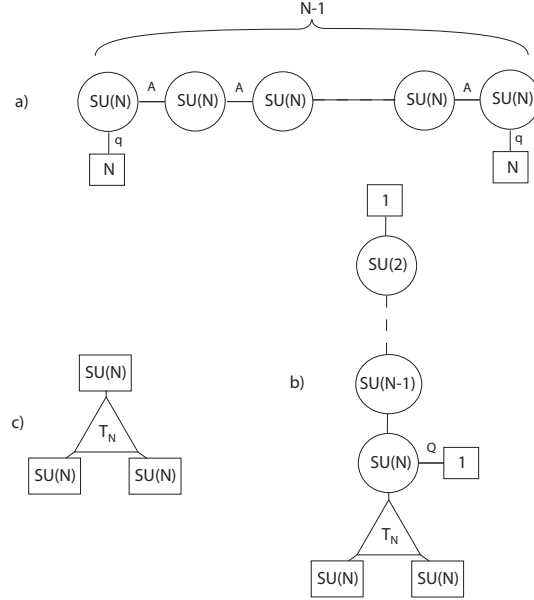 N-1
a) SU(N) A SU(N) A SU(N) SU(N) A SU(N)
q q
N N
1
SU(2)
b) SU(N-1)
SU(N) Q 1
T_N
SU(N) SU(N)
c) SU(N)
T_N
SU(N) SU(N)